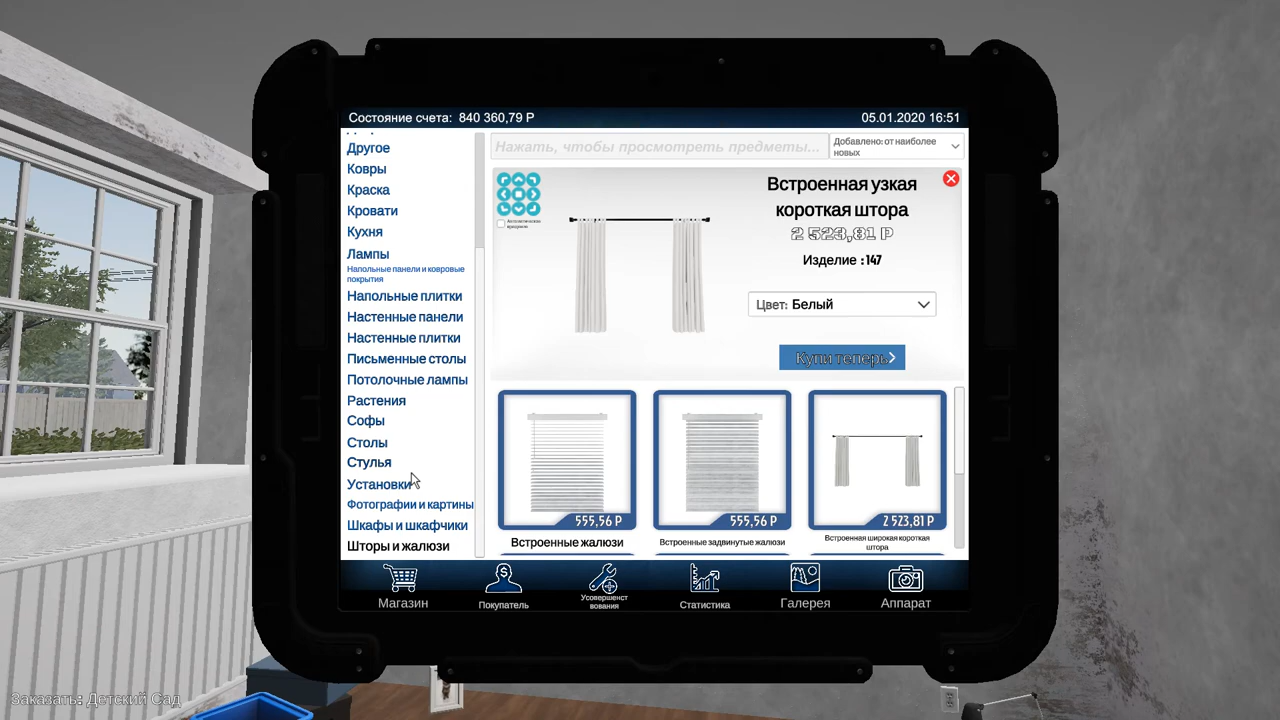 Состояние счета: 840 360,79 Р
05.01.2020 16:51
Другое
Ковры
Краска
Кровати
Кухня
Лампы
Напольные панели и ковровые
покрытия
Напольные плитки
Настенные панели
Настенные плитки
Письменные столы
Потолочные лампы
Растения
Софы
Столы
Стулья
Установки
Фотографии и картины
Шкафы и шкафчики
Шторы и жалюзи
Нажать, чтобы просмотреть предметы...
Добавлено: от наиболее
новых
Встроенная узкая
короткая штора
2 523,81 Р
Изделие : 147
Цвет: Белый
Купи теперь
555,56 Р
555,56 Р
2 523,81 Р
Встроенные жалюзи
Встроенные задвинутые жалюзи
Встроенная широкая короткая
штора
Магазин
Покупатель
Усовершенст
вования
Статистика
Галерея
Аппарат
Заказать: Детский Сад